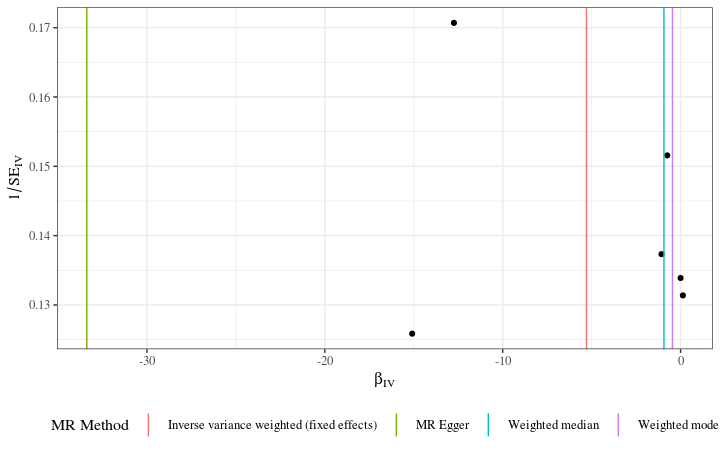 0.17
0.16
0.15
0.14
0.13
1/SE_IV
-30 -20 -10 0
β_IV
MR Method Inverse variance weighted (fixed effects) MR Egger Weighted median Weighted mode